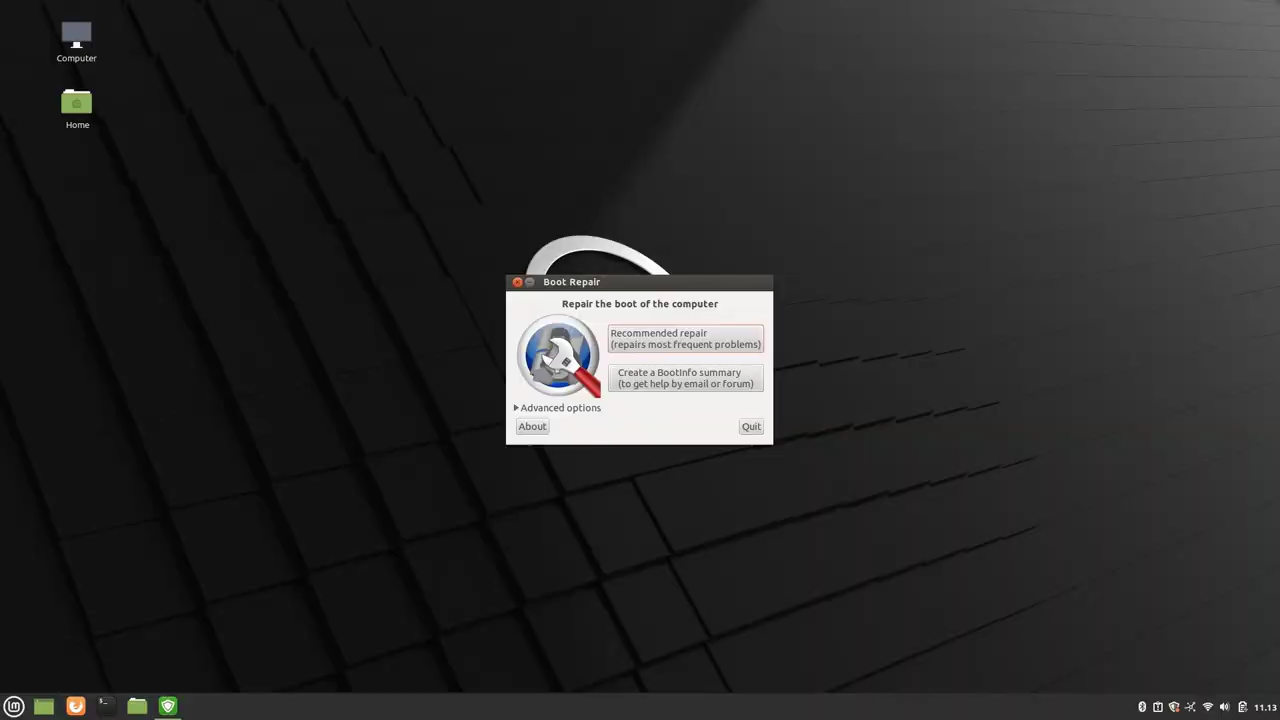 Computer
Home
Boot Repair
Repair the boot of the computer
Recommended repair
(repairs most frequent problems)
Create a BootInfo summary
(to get help by email or forum)
Advanced options
About
Quit
11.13